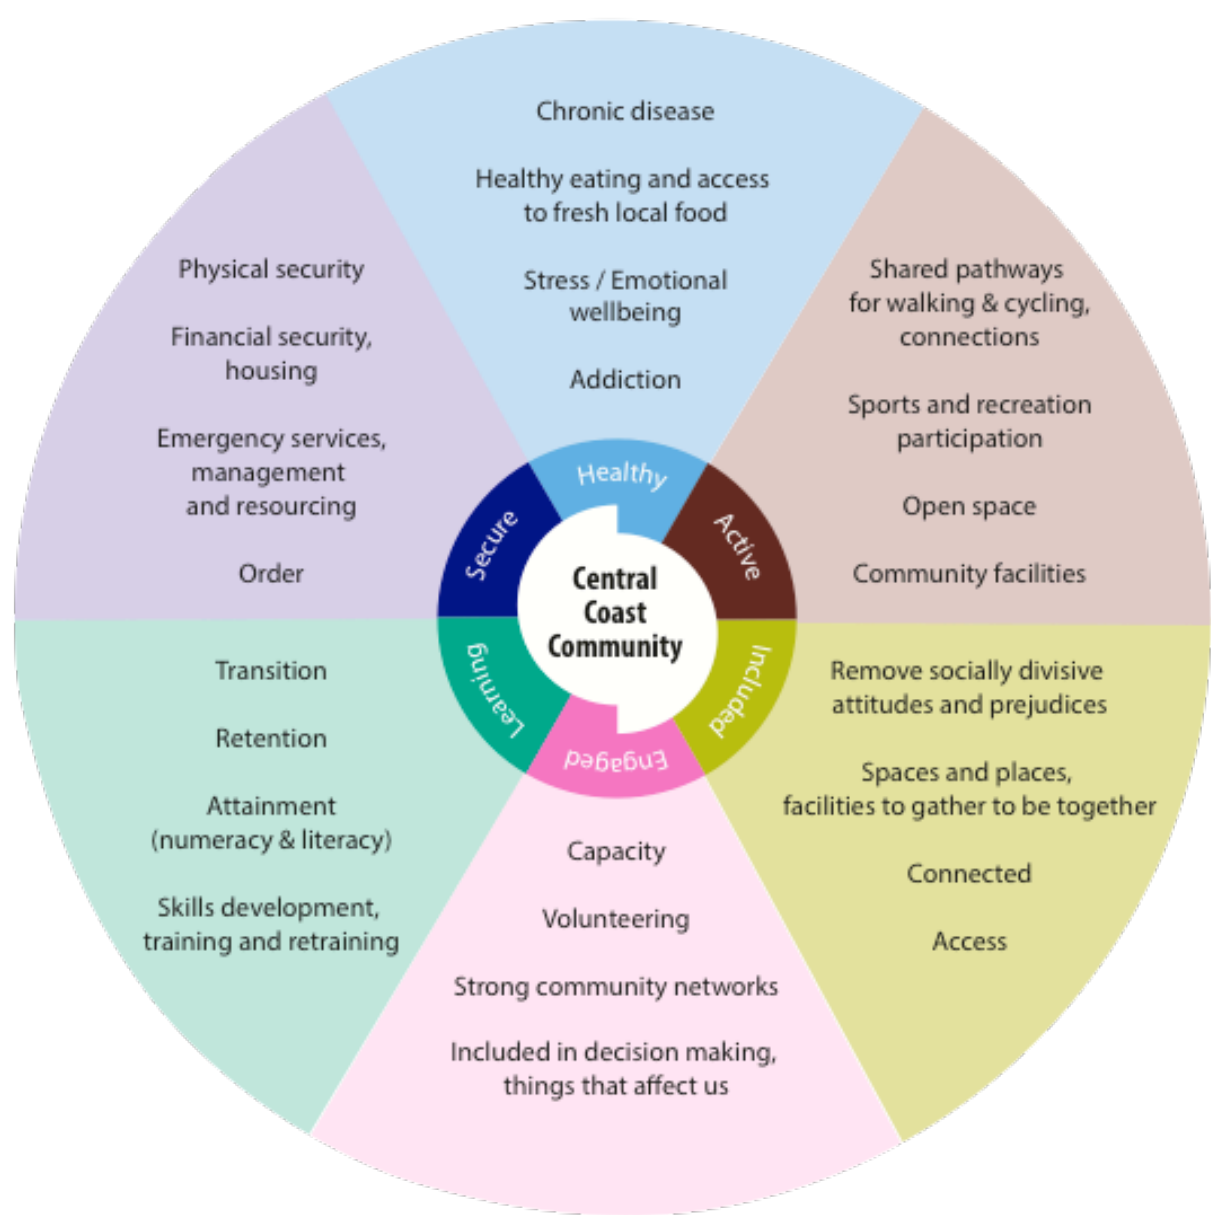 Chronic disease
Healthy eating and access
to fresh local food
Stress / Emotional
wellbeing
Addiction
Healthy
Shared pathways
for walking & cycling,
connections
Sports and recreation
participation
Open space
Community facilities
Active
Remove socially divisive
attitudes and prejudices
Spaces and places,
facilities to gather to be together
Connected
Access
Included
Engaged
Capacity
Volunteering
Strong community networks
Included in decision making,
things that affect us
Learning
Transition
Retention
Attainment
(numeracy & literacy)
Skills development,
training and retraining
Secure
Physical security
Financial security,
housing
Emergency services,
management
and resourcing
Order
Central
Coast
Community